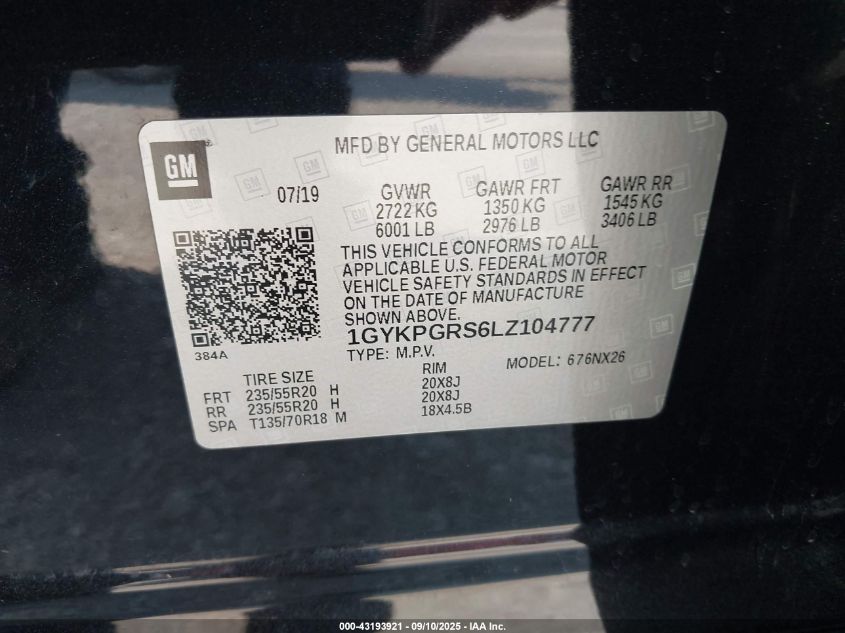 GM
MFD BY GENERAL MOTORS LLC
07/19
GVWR GAWR FRT GAWR RR
2722 KG 1350 KG 1545 KG
6001 LB 2976 LB 3406 LB
THIS VEHICLE CONFORMS TO ALL
APPLICABLE U.S. FEDERAL MOTOR
VEHICLE SAFETY STANDARDS IN EFFECT
ON THE DATE OF MANUFACTURE
SHOWN ABOVE.
1GYKPGRS6LZ104777
384A
TYPE: M.P.V. MODEL: 676NX26
TIRE SIZE RIM
FRT 235/55R20 H 20X8J
RR 235/55R20 H 20X8J
SPA T135/70R18 M 18X4.5B
000-43193921 - 09/10/2025 - IAA Inc.